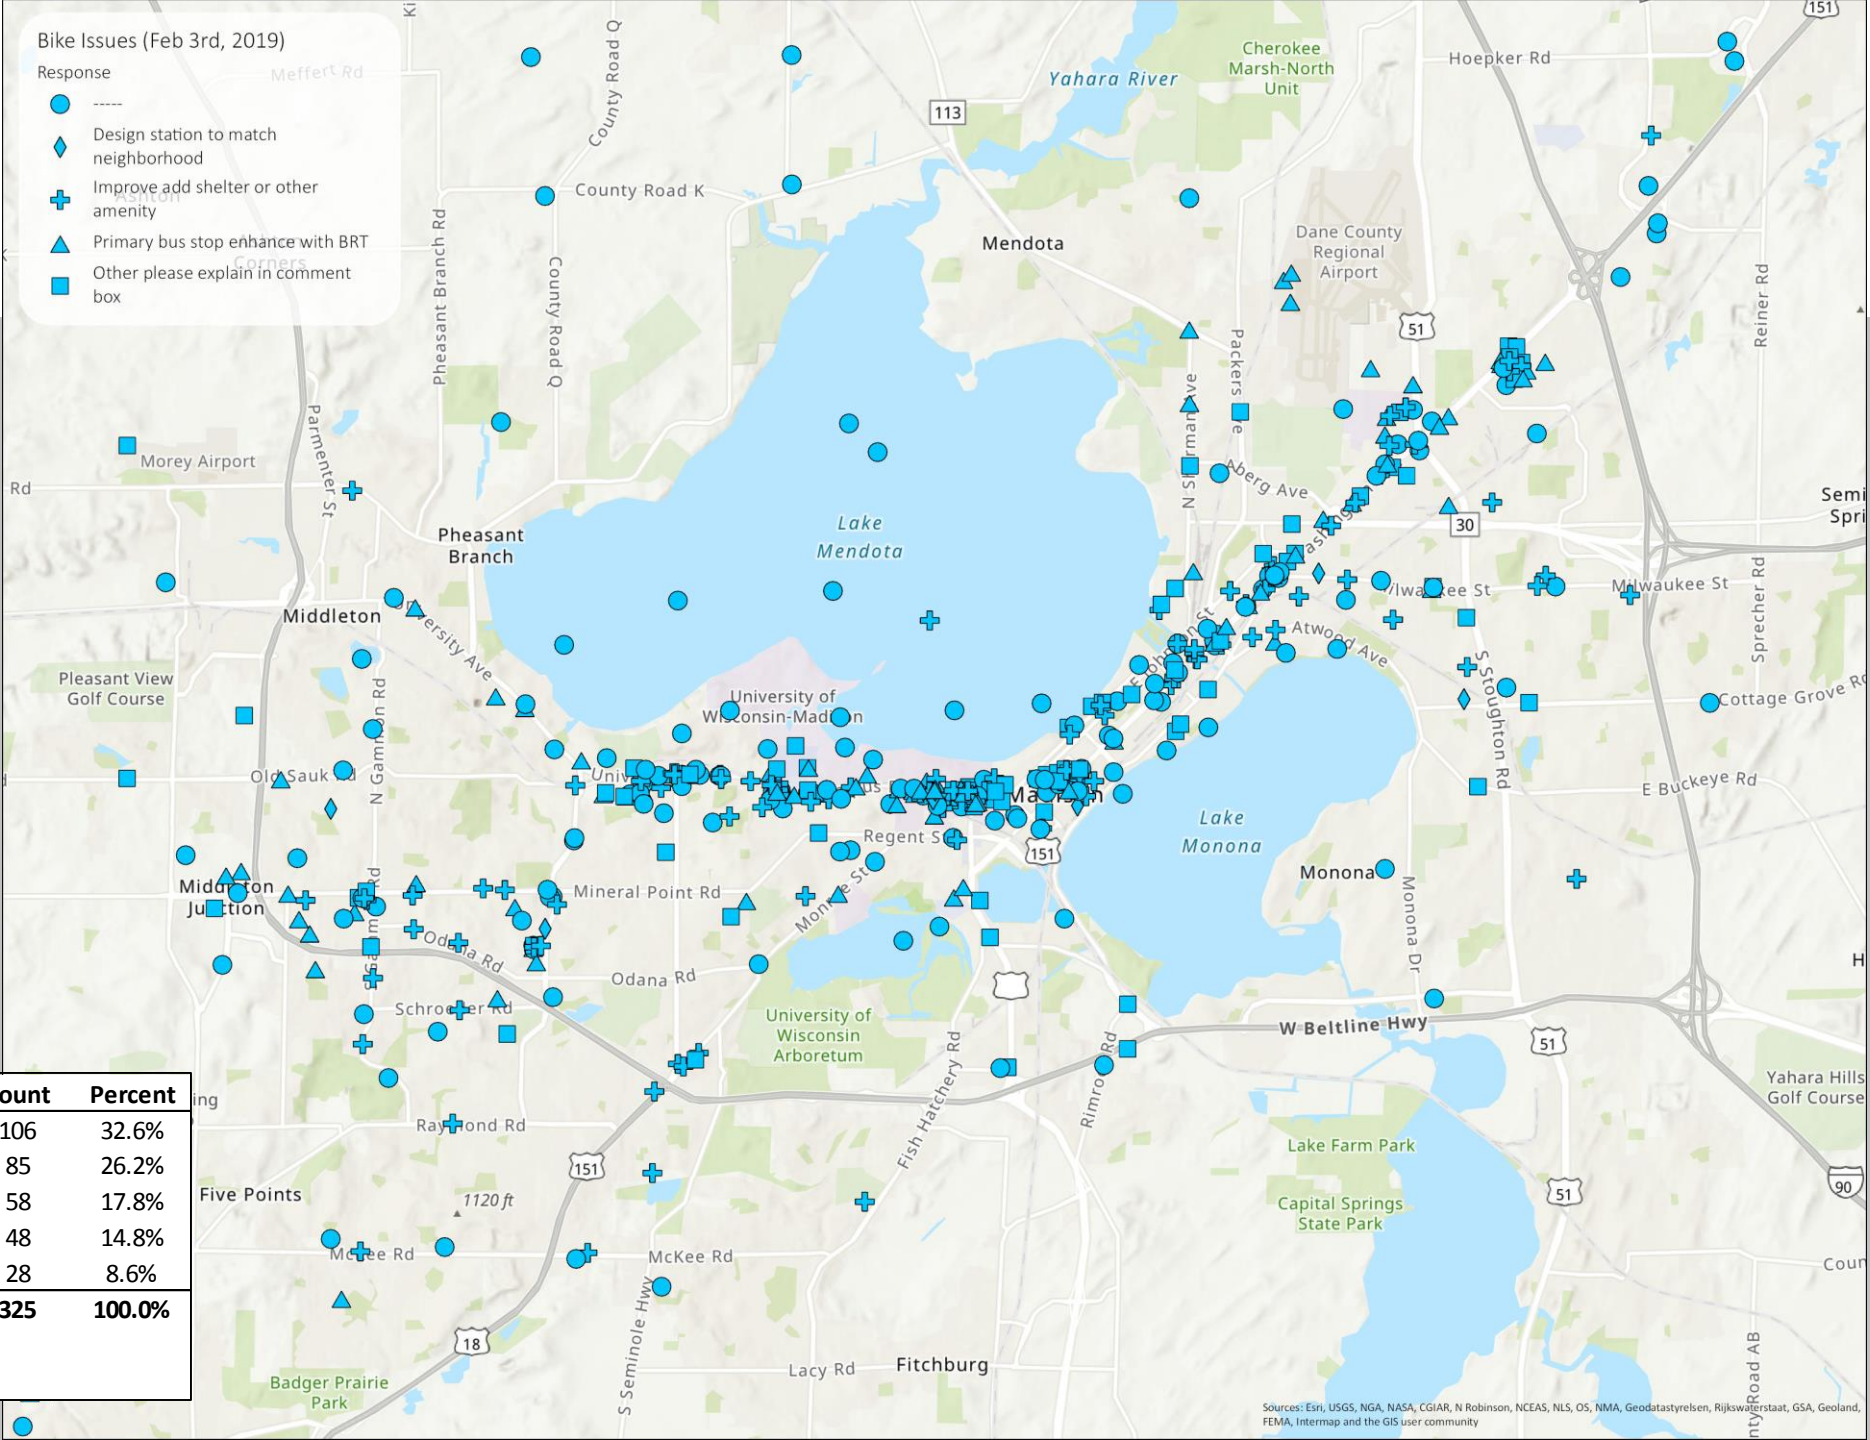 Bike Issues (Feb 3rd, 2019)
Response
-----
Design station to match
neighborhood
Improve add shelter or other
amenity
Primary bus stop enhance with BRT
Other please explain in comment
box
Meffert Rd
Ashton
Corners
County Road Q
151
Hoepker Rd
Cherokee
Marsh-North
Unit
Yahara River
113
County Road K
Mendota
Dane County
Regional
Airport
Pheasant Branch Rd
County Road Q
Reiner Rd
51
Packers Ave
N Sherman Ave
Parmenter St
Morey Airport
Rd
Aberg Ave
30
Lake
Mendota
Pheasant
Branch
Middleton
University Ave
Milwaukee St
Milwaukee St
Sprecher Rd
Atwood Ave
E Johnson St
Pleasant View
Golf Course
N Gammon Rd
University of
Wisconsin-Madison
S Stoughton Rd
Cottage Grove Rd
Old Sauk Rd
E Buckeye Rd
Madison
Regent St
151
Lake
Monona
Monona
Middleton
Junction
Mineral Point Rd
Monroe St
Monona Dr
Odana Rd
Odana Rd
Schroeder Rd
University of
Wisconsin
Arboretum
W Beltline Hwy
51
Fish Hatchery Rd
Rimrock Rd
Yahara Hills
Golf Course
ount Percent
106 32.6%
85 26.2%
58 17.8%
48 14.8%
28 8.6%
325 100.0%
Raymond Rd
Lake Farm Park
151
Five Points
1120 ft
Capital Springs
State Park
51
90
McKee Rd
McKee Rd
S Seminole Hwy
18
Lacy Rd
Fitchburg
Badger Prairie
Park
Sources: Esri, USGS, NGA, NASA, CGIAR, N Robinson, NCEAS, NLS, OS, NMA, Geodatastyrelsen, Rijkswaterstaat, GSA, Geoland,
FEMA, Intermap and the GIS user community